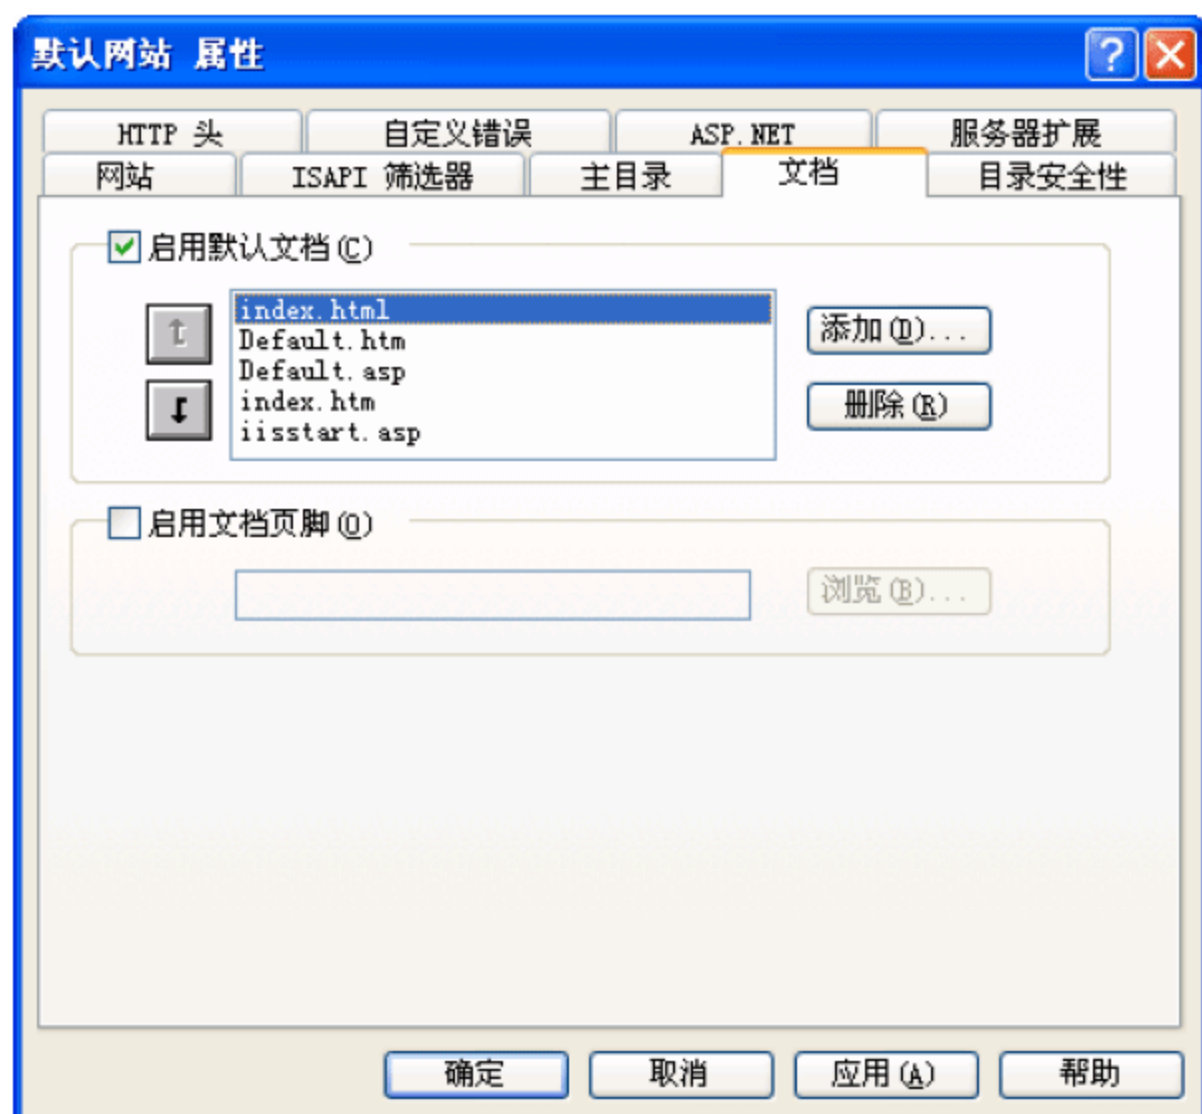 默认网站 属性
HTTP 头 自定义错误 ASP.NET 服务器扩展
网站 ISAPI 筛选器 主目录 文档 目录安全性
启用默认文档(C)
index.html
Default.htm
Default.asp
index.htm
iisstart.asp
添加(D)...
删除(R)
启用文档页脚(O)
浏览(B)...
确定 取消 应用(A) 帮助